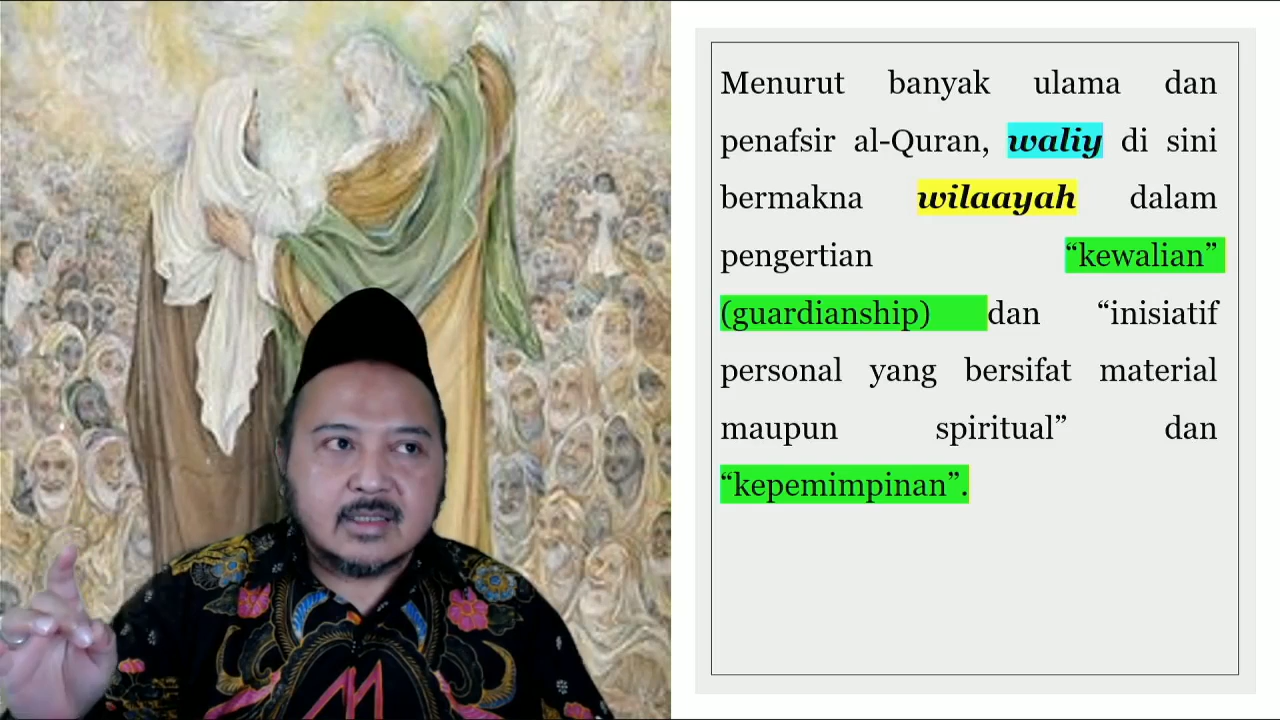 Menurut banyak ulama dan
penafsir al-Quran, waliy di sini
bermakna wilaayah dalam
pengertian “kewalian”
(guardianship) dan “inisiatif
personal yang bersifat material
maupun spiritual” dan
“kepemimpinan”.